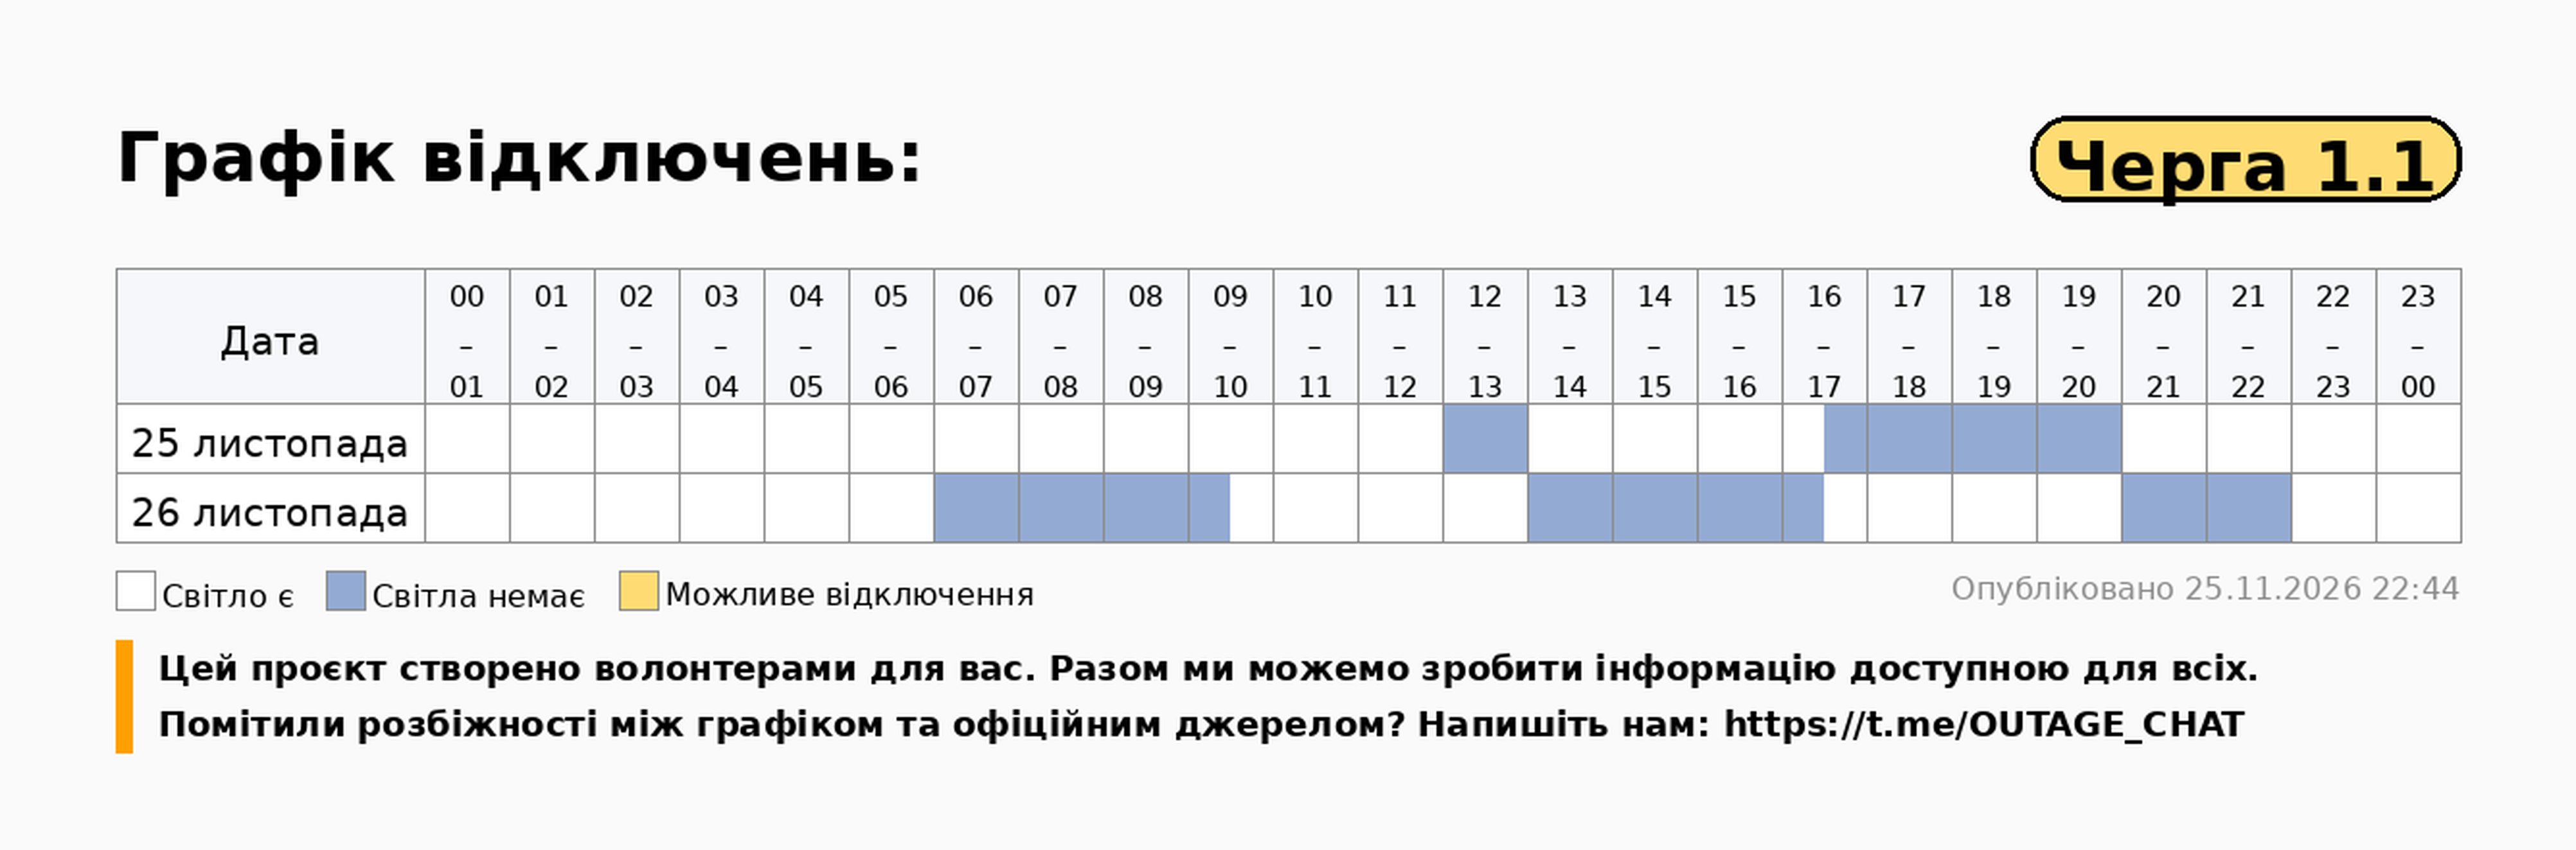 Графік відключень:
Черга 1.1
Дата 00 – 01 01 – 02 02 – 03 03 – 04 04 – 05 05 – 06 06 – 07 07 – 08 08 – 09 09 – 10 10 – 11 11 – 12 12 – 13 13 – 14 14 – 15 15 – 16 16 – 17 17 – 18 18 – 19 19 – 20 20 – 21 21 – 22 22 – 23 23 – 00
25 листопада
26 листопада
Світло є Світла немає Можливе відключення
Опубліковано 25.11.2026 22:44
Цей проєкт створено волонтерами для вас. Разом ми можемо зробити інформацію доступною для всіх.
Помітили розбіжності між графіком та офіційним джерелом? Напишіть нам: https://t.me/OUTAGE_CHAT